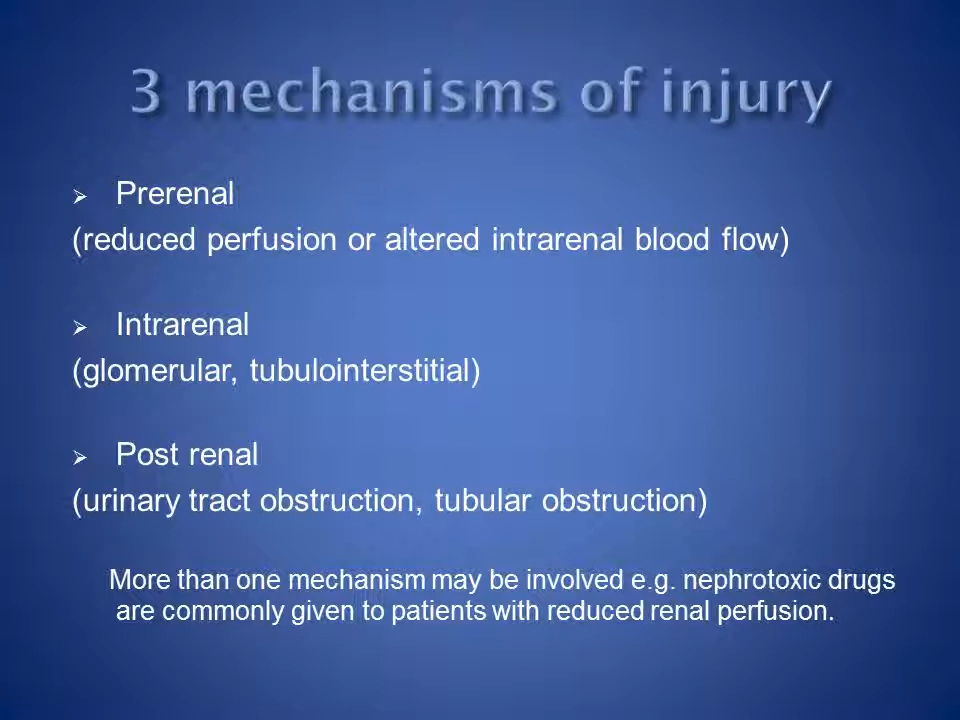 3 mechanisms of injury
Prerenal
(reduced perfusion or altered intrarenal blood flow)
Intrarenal
(glomerular, tubulointerstitial)
Post renal
(urinary tract obstruction, tubular obstruction)
More than one mechanism may be involved e.g. nephrotoxic drugs
are commonly given to patients with reduced renal perfusion.